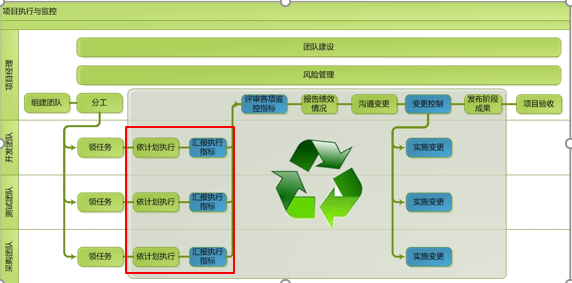 项目执行与监控
团队建设
风险管理
项目经理
组建团队
分工
评审各项监
控指标
报告绩效
情况
沟通变更
变更控制
发布阶段
成果
项目验收
开发团队
领任务
依计划执行
汇报执行
指标
实施变更
测试团队
领任务
依计划执行
汇报执行
指标
实施变更
采购团队
领任务
依计划执行
汇报执行
指标
实施变更